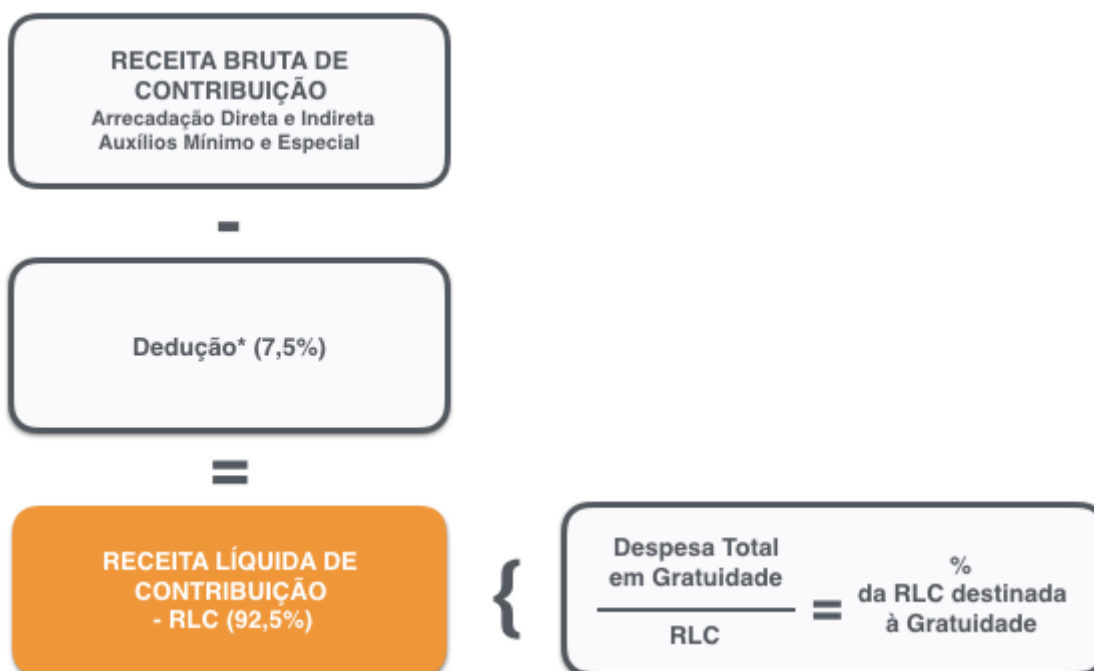 RECEITA BRUTA DE
CONTRIBUIÇÃO
Arrecadação Direta e Indireta
Auxílios Mínimo e Especial
-
Dedução* (7,5%)
=
RECEITA LÍQUIDA DE
CONTRIBUIÇÃO
- RLC (92,5%)
{
Despesa Total
em Gratuidade
RLC
=
%
da RLC destinada
à Gratuidade